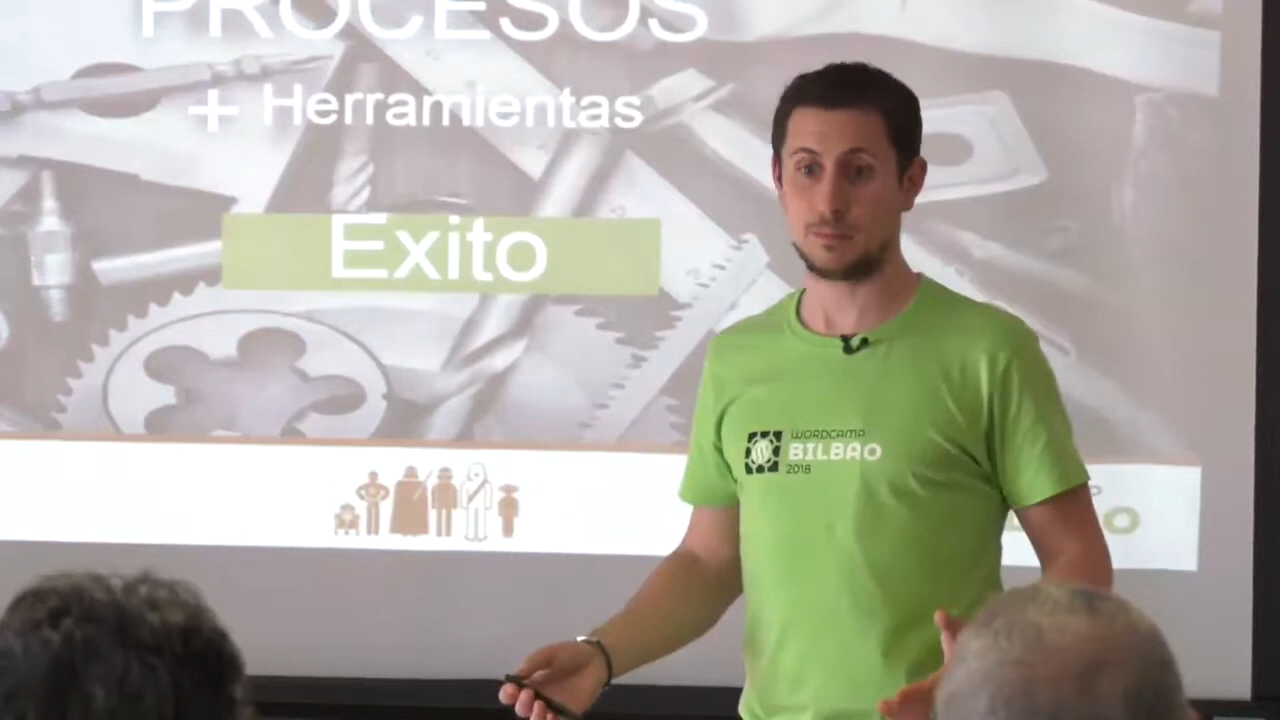 PROCESOS
+ Herramientas
Exito
WORDCAMP
BILBAO
2018